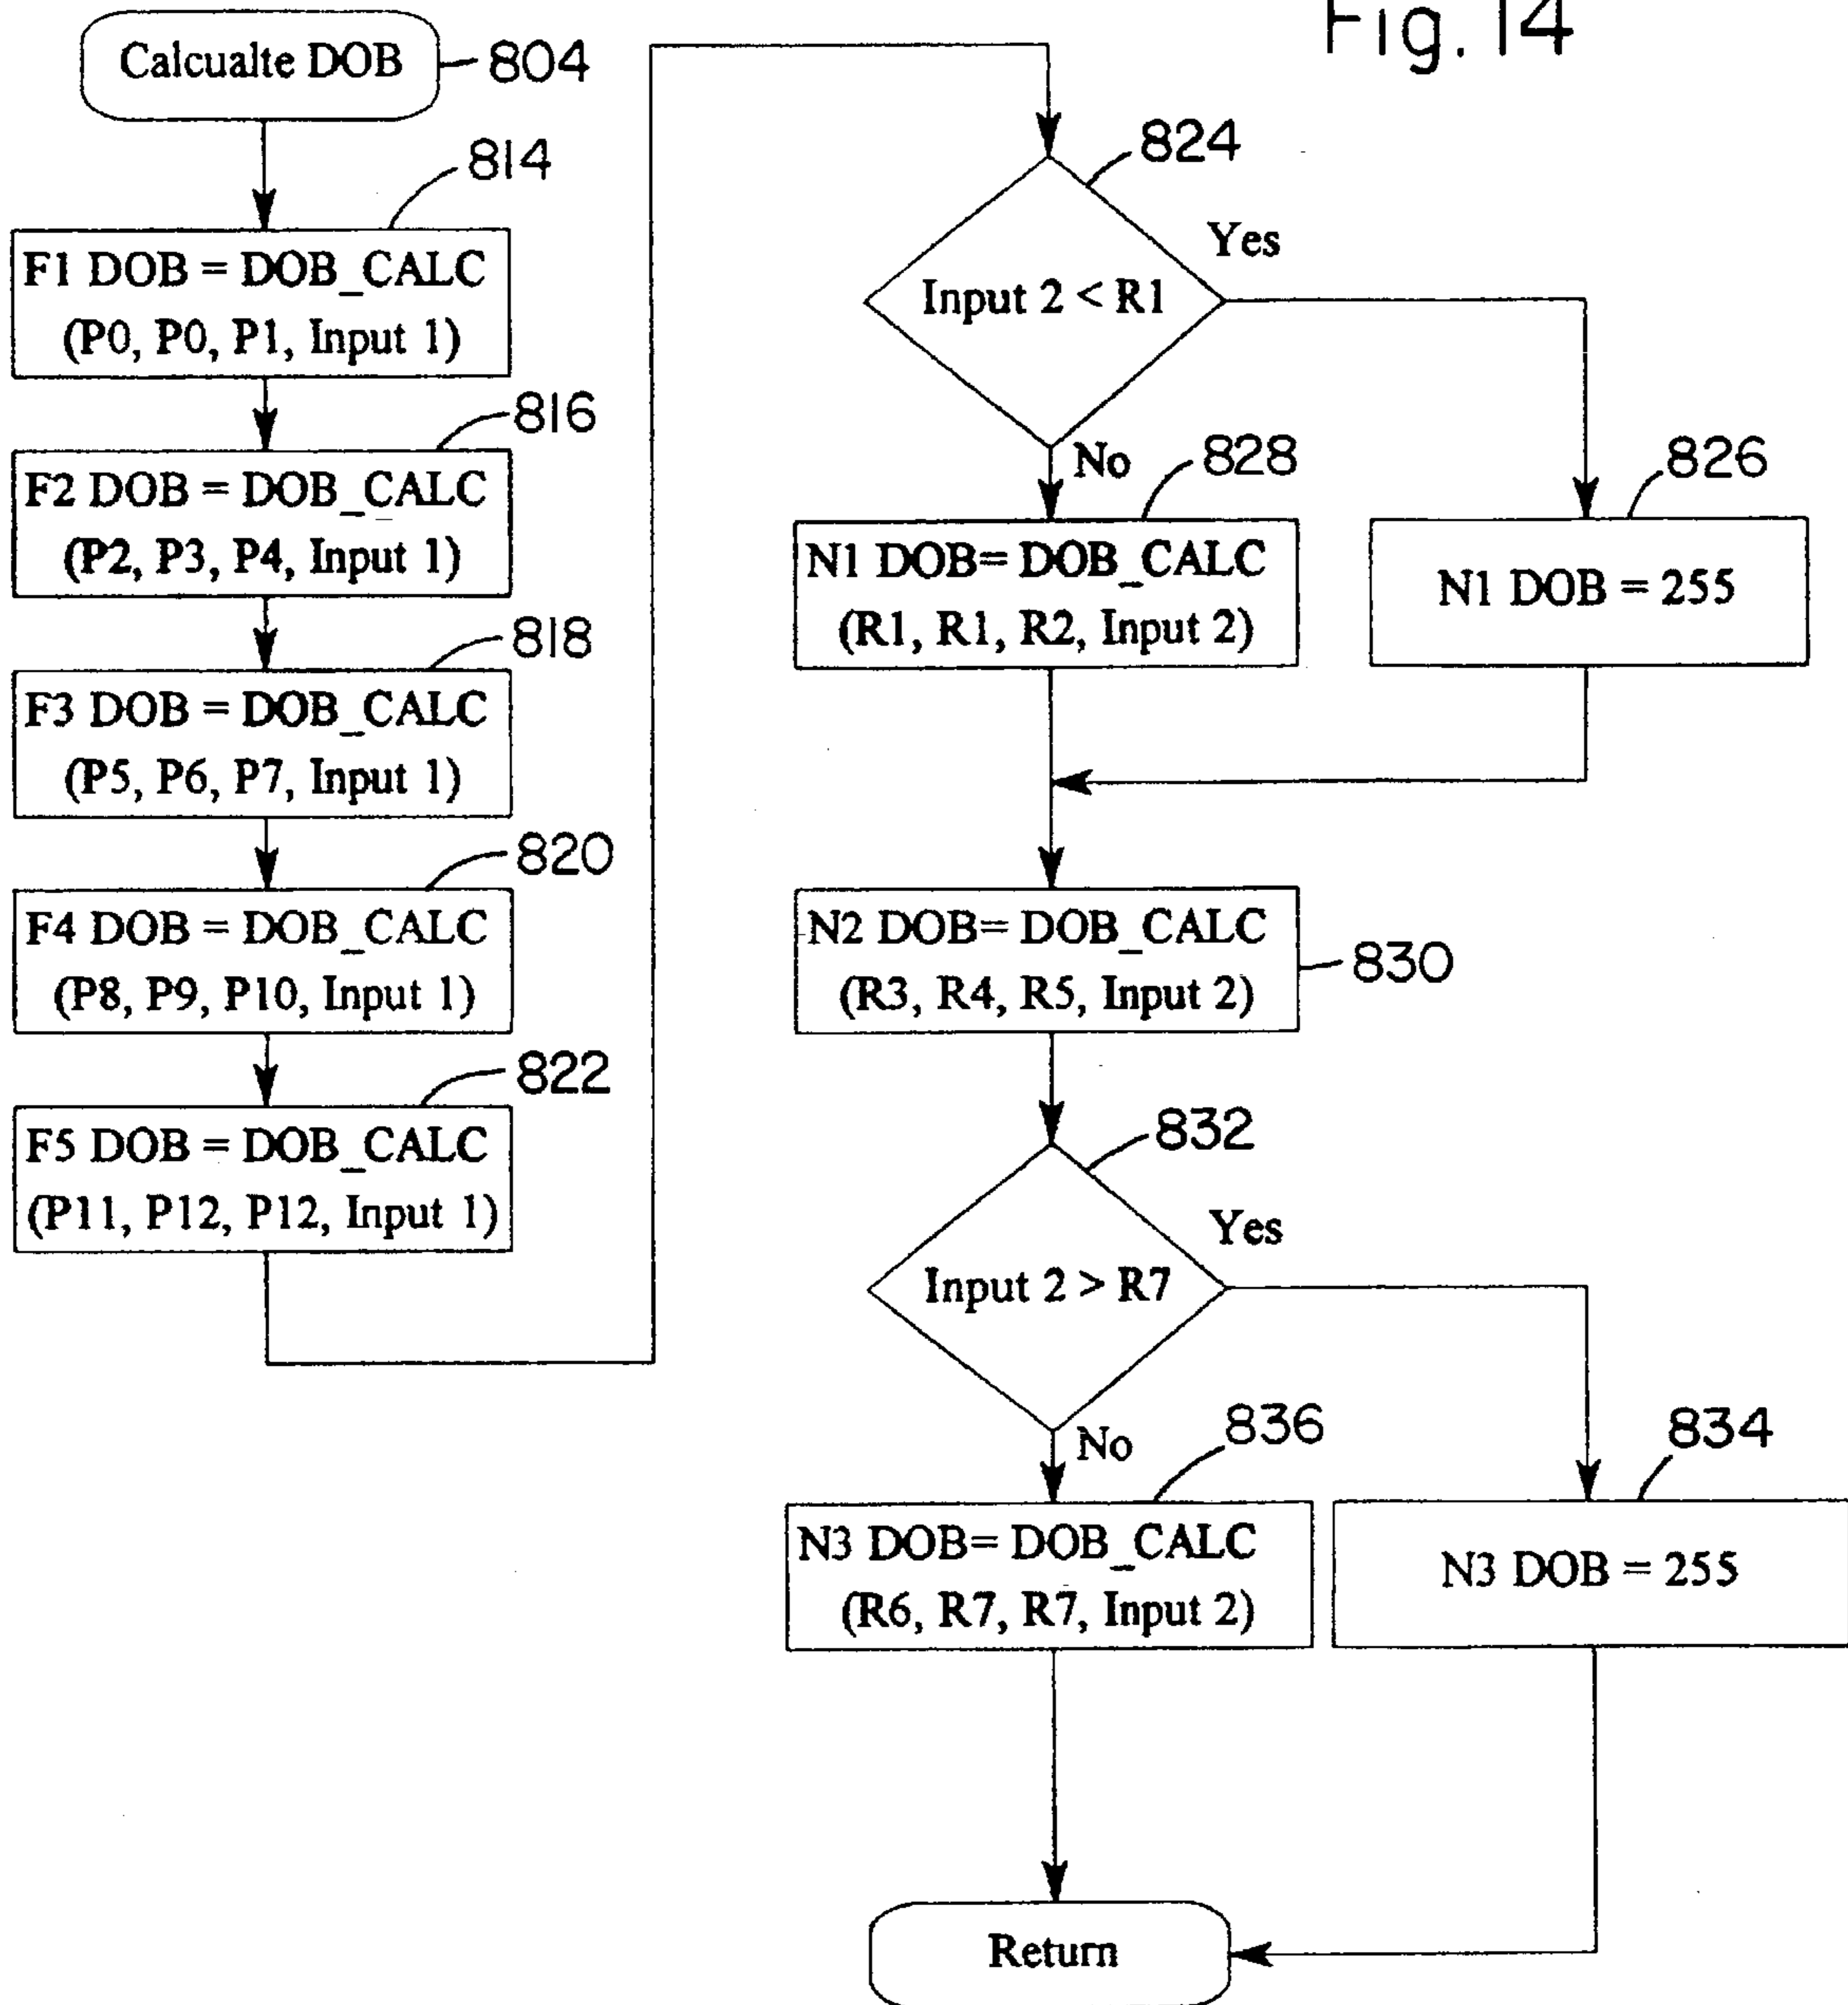 Fig. 14
Calcualte DOB
804
814
F1 DOB = DOB_CALC
(P0, P0, P1, Input 1)
816
F2 DOB = DOB_CALC
(P2, P3, P4, Input 1)
818
F3 DOB = DOB_CALC
(P5, P6, P7, Input 1)
820
F4 DOB = DOB_CALC
(P8, P9, P10, Input 1)
822
F5 DOB = DOB_CALC
(P11, P12, P12, Input 1)
824
Input 2 < R1
Yes
No
828
N1 DOB= DOB_CALC
(R1, R1, R2, Input 2)
826
N1 DOB = 255
N2 DOB= DOB_CALC
(R3, R4, R5, Input 2)
830
832
Input 2 > R7
Yes
No
836
N3 DOB= DOB_CALC
(R6, R7, R7, Input 2)
834
N3 DOB = 255
Return